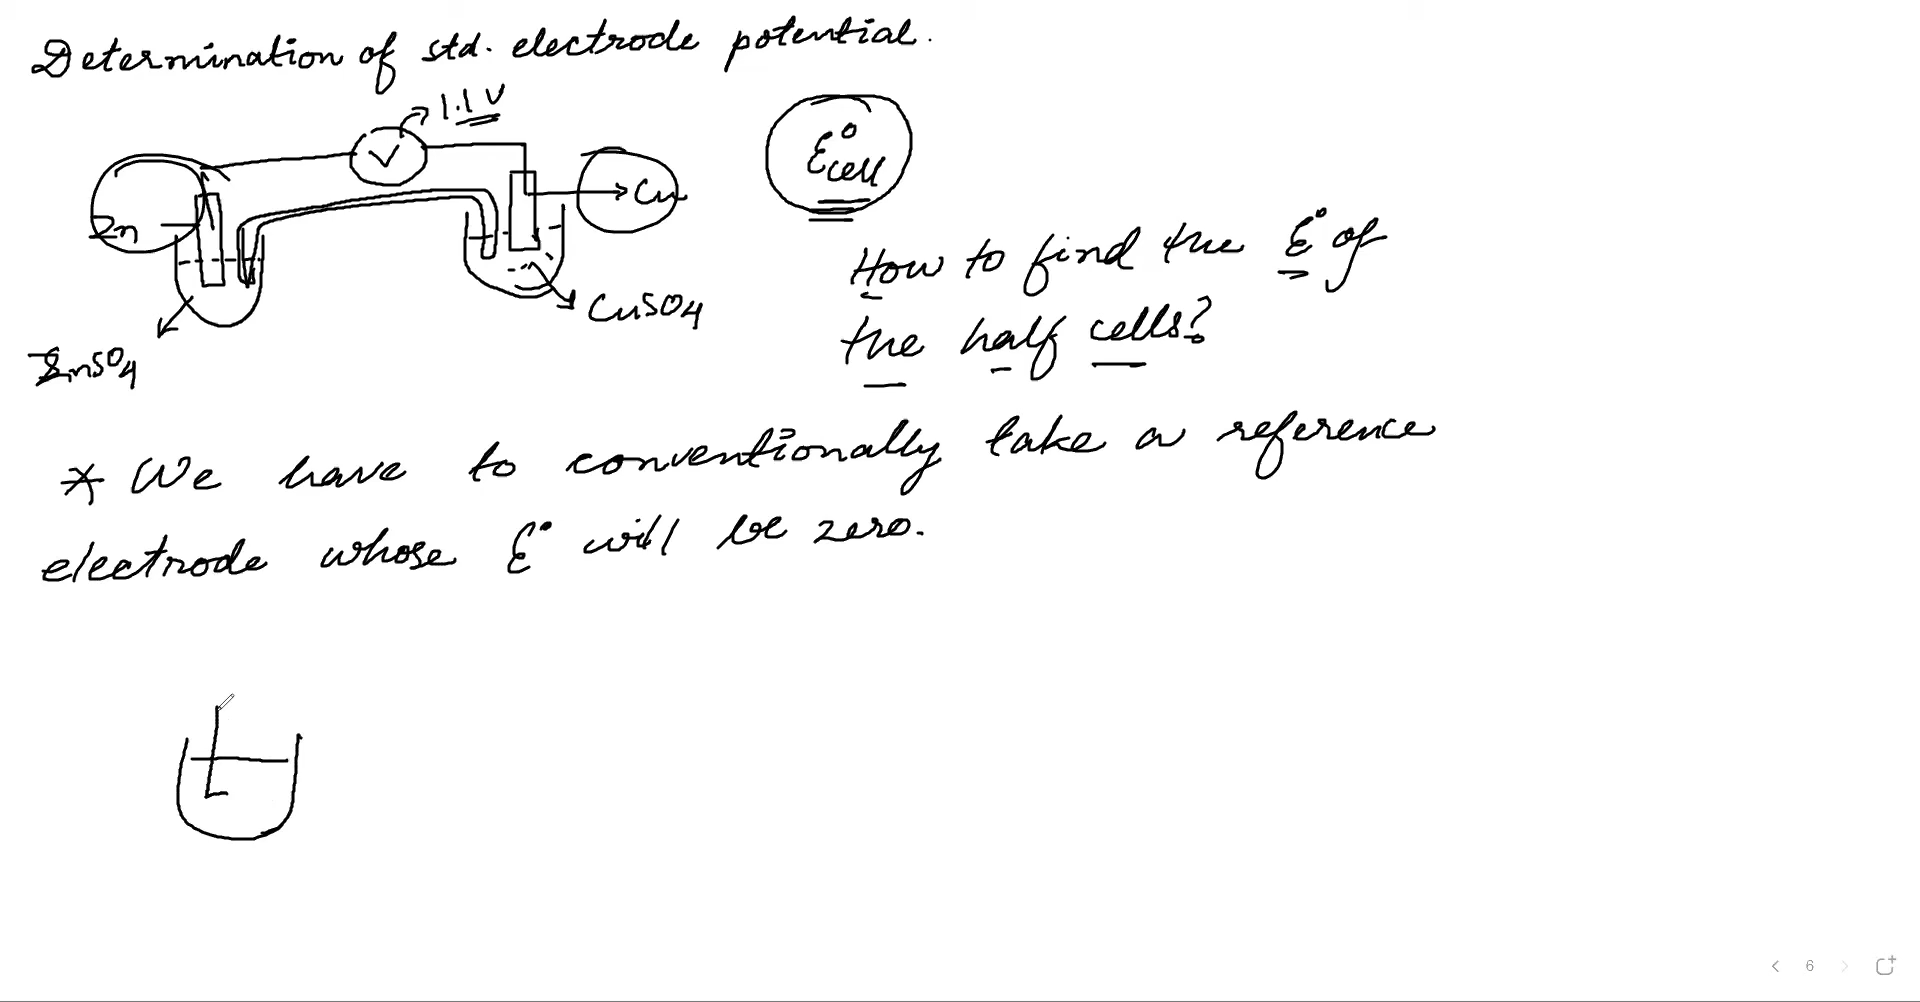 Determination of std. electrode potential.
1.1 V
V
Zn
Cu
E°cell
CuSO4
ZnSO4
How to find the E° of
the half cells?
* We have to conventionally take a reference
electrode whose E° will be zero.
6